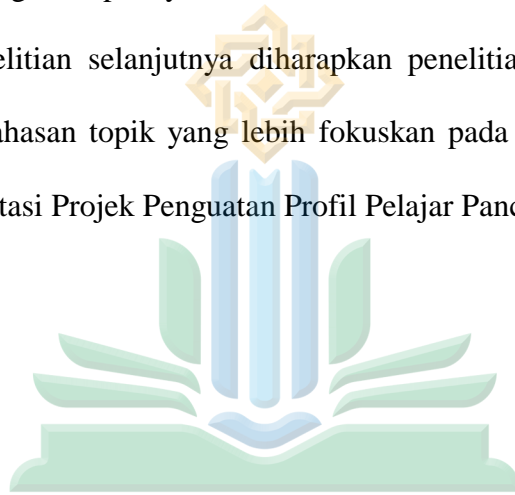 elitian selanjutnya diharapkan penelitia
ahasan topik yang lebih fokuskan pada
tasi Projek Penguatan Profil Pelajar Panc